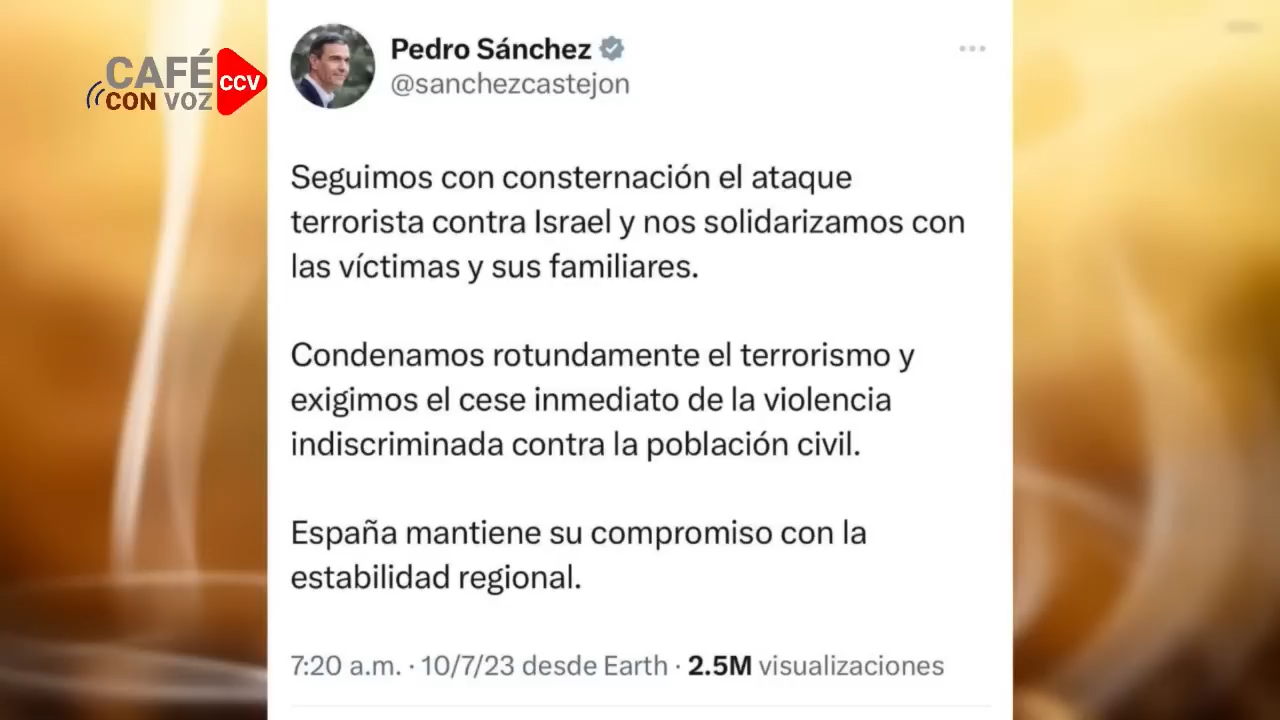 CAFÉ
CON VOZ
CCV
Pedro Sánchez
@sanchezcastejon
Seguimos con consternación el ataque
terrorista contra Israel y nos solidarizamos con
las víctimas y sus familiares.
Condenamos rotundamente el terrorismo y
exigimos el cese inmediato de la violencia
indiscriminada contra la población civil.
España mantiene su compromiso con la
estabilidad regional.
7:20 a.m. · 10/7/23 desde Earth · 2.5M visualizaciones